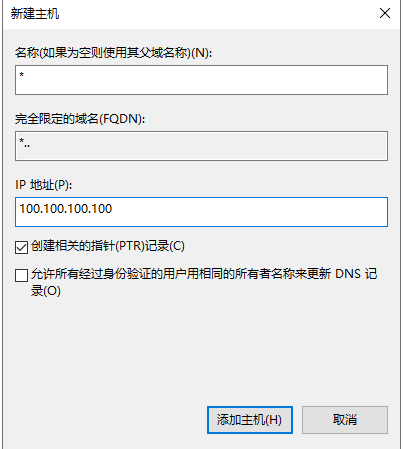 新建主机
名称(如果为空则使用其父域名称)(N):
*
完全限定的域名(FQDN):
*..
IP 地址(P):
100.100.100.100
创建相关的指针(PTR)记录(C)
允许所有经过身份验证的用户用相同的所有者名称来更新 DNS 记
录(O)
添加主机(H)
取消